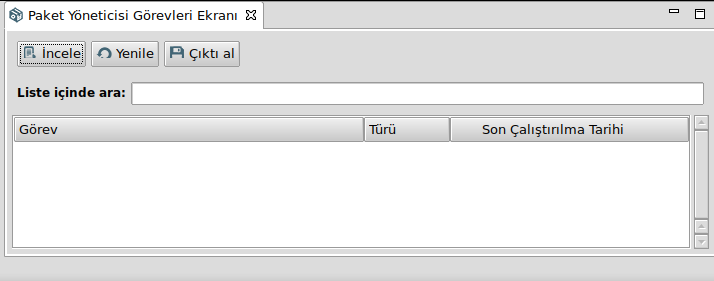 Paket Yöneticisi Görevleri Ekranı
İncele Yenile Çıktı al
Liste içinde ara:
Görev Türü Son Çalıştırılma Tarihi